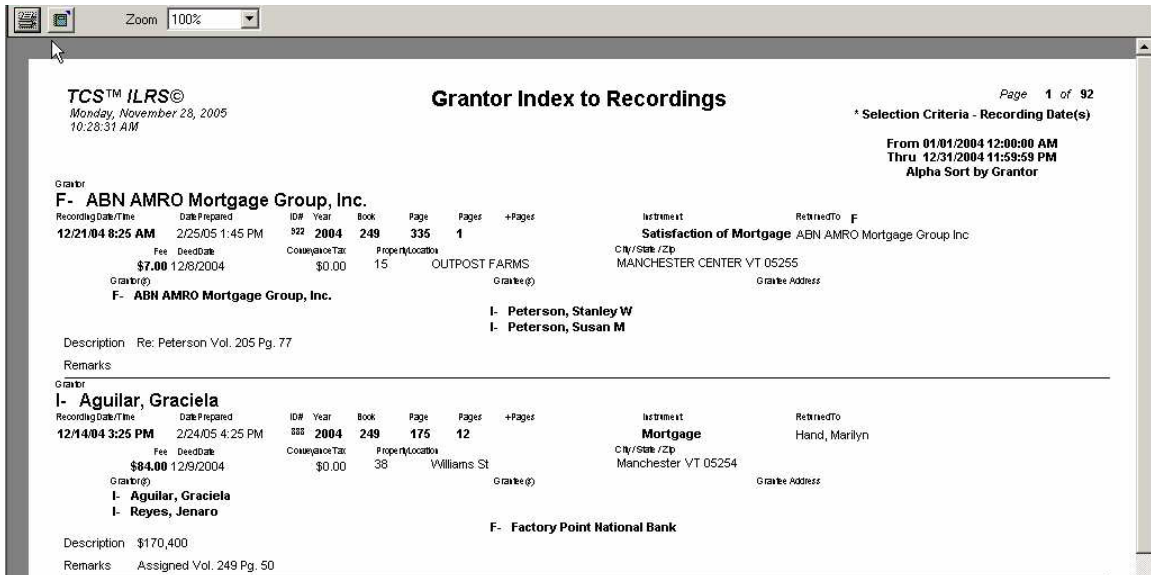 Zoom 100%
TCS™ ILRS© Grantor Index to Recordings Page 1 of 92
Monday, November 28, 2005 * Selection Criteria - Recording Date(s)
10:28:31 AM
From 01/01/2004 12:00:00 AM
Thru 12/31/2004 11:59:59 PM
Alpha Sort by Grantor
Grantor
F- ABN AMRO Mortgage Group, Inc.
Recording Date/Time Date Prepared ID# Year Book Page Pages +Pages Instrument ReturnedTo F
12/21/04 8:25 AM 2/25/05 1:45 PM 922 2004 249 335 1 Satisfaction of Mortgage ABN AMRO Mortgage Group Inc
Fee DeedDate ConveyanceTax PropertyLocation City/State/Zip
$7.00 12/8/2004 $0.00 15 OUTPOST FARMS MANCHESTER CENTER VT 05255
Grantor(s) Grantee(s) Grantee Address
F- ABN AMRO Mortgage Group, Inc.
I- Peterson, Stanley W
I- Peterson, Susan M
Description Re: Peterson Vol. 205 Pg. 77
Remarks
Grantor
I- Aguilar, Graciela
Recording Date/Time Date Prepared ID# Year Book Page Pages +Pages Instrument ReturnedTo
12/14/04 3:25 PM 2/24/05 4:25 PM 888 2004 249 175 12 Mortgage Hand, Marilyn
Fee DeedDate ConveyanceTax PropertyLocation City/State/Zip
$84.00 12/9/2004 $0.00 38 Williams St Manchester VT 05254
Grantor(s) Grantee(s) Grantee Address
I- Aguilar, Graciela
I- Reyes, Jenaro
F- Factory Point National Bank
Description $170,400
Remarks Assigned Vol. 249 Pg. 50